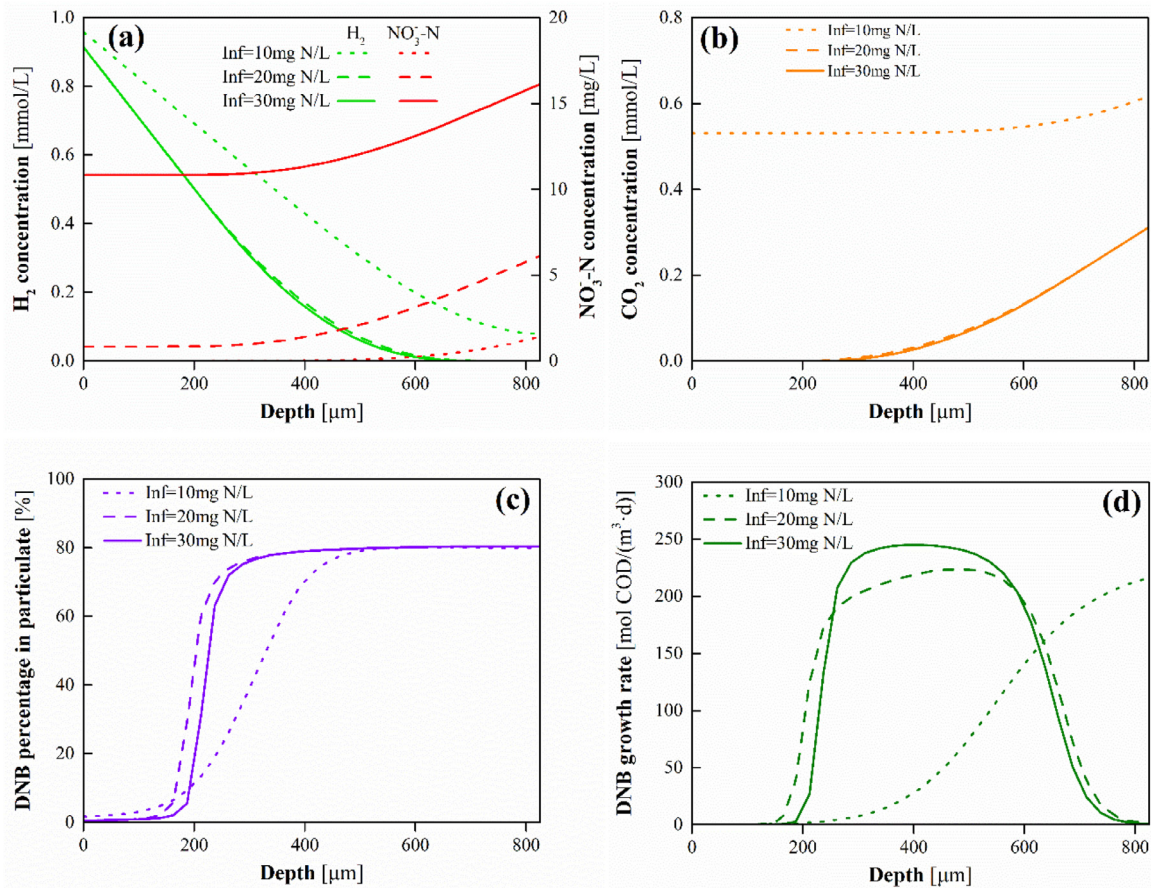 (a)
H₂ NO₃⁻-N
Inf=10mg N/L
Inf=20mg N/L
Inf=30mg N/L
1.0
0.8
0.6
0.4
0.2
0.0
20
15
10
5
0
0 200 400 600 800
H₂ concentration [mmol/L]
NO₃⁻-N concentration [mg/L]
Depth [μm]
(b)
Inf=10mg N/L
Inf=20mg N/L
Inf=30mg N/L
0.8
0.6
0.4
0.2
0.0
0 200 400 600 800
CO₂ concentration [mmol/L]
Depth [μm]
(c)
Inf=10mg N/L
Inf=20mg N/L
Inf=30mg N/L
100
80
60
40
20
0
0 200 400 600 800
DNB percentage in particulate [%]
Depth [μm]
(d)
Inf=10mg N/L
Inf=20mg N/L
Inf=30mg N/L
300
250
200
150
100
50
0
0 200 400 600 800
DNB growth rate [mol COD/(m³·d)]
Depth [μm]